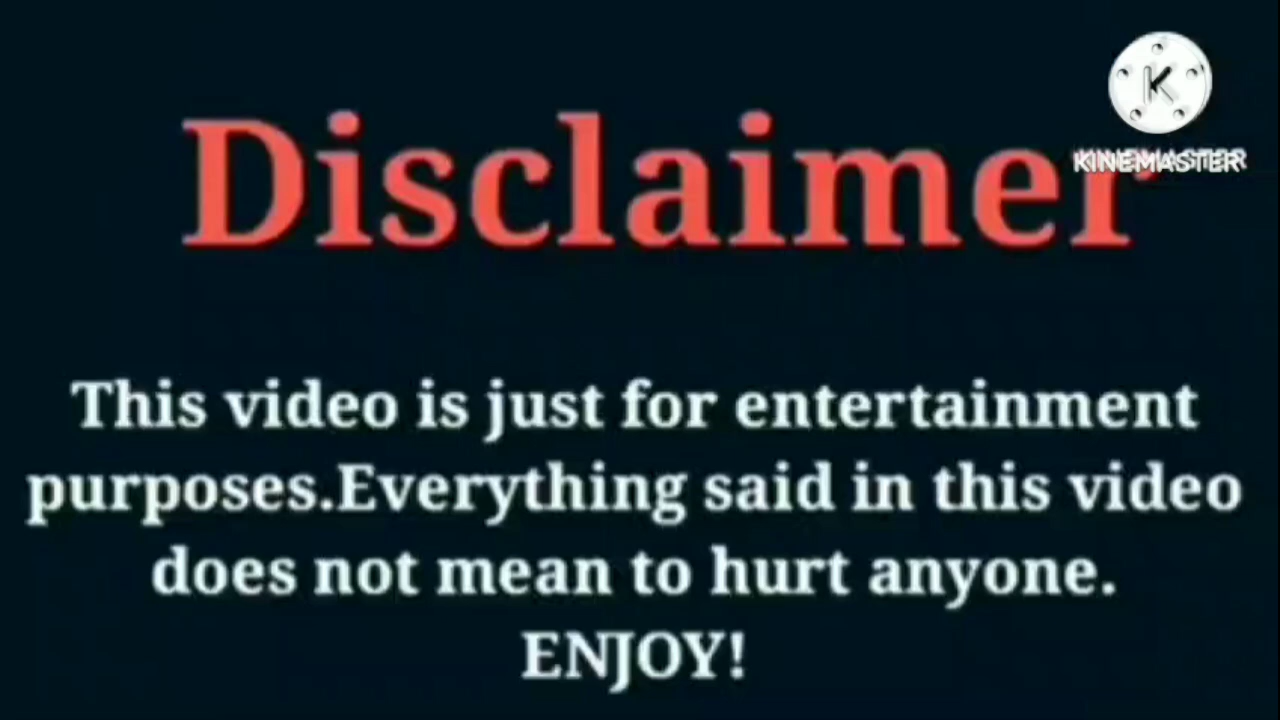 K
KINEMASTER
Disclaimer
This video is just for entertainment
purposes.Everything said in this video
does not mean to hurt anyone.
ENJOY!